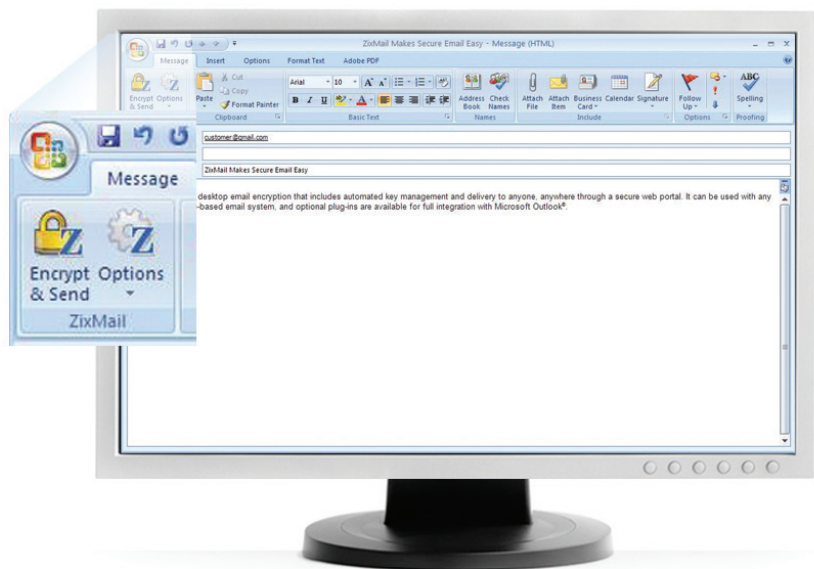 ZixMail Makes Secure Email Easy - Message (HTML)
Message Insert Options Format Text Adobe PDF
Encrypt & Send
Options
Paste
Cut
Copy
Format Painter
Clipboard
Arial 10
B I U
Basic Text
Address Book
Check Names
Names
Attach File
Attach Item
Business Card
Calendar
Signature
Include
Follow Up
Options
ABC
Spelling
Proofing
Message
Encrypt & Send
Options
ZixMail
customer@gmail.com
ZixMail Makes Secure Email Easy
desktop email encryption that includes automated key management and delivery to anyone, anywhere through a secure web portal. It can be used with any
-based email system, and optional plug-ins are available for full integration with Microsoft Outlook®.